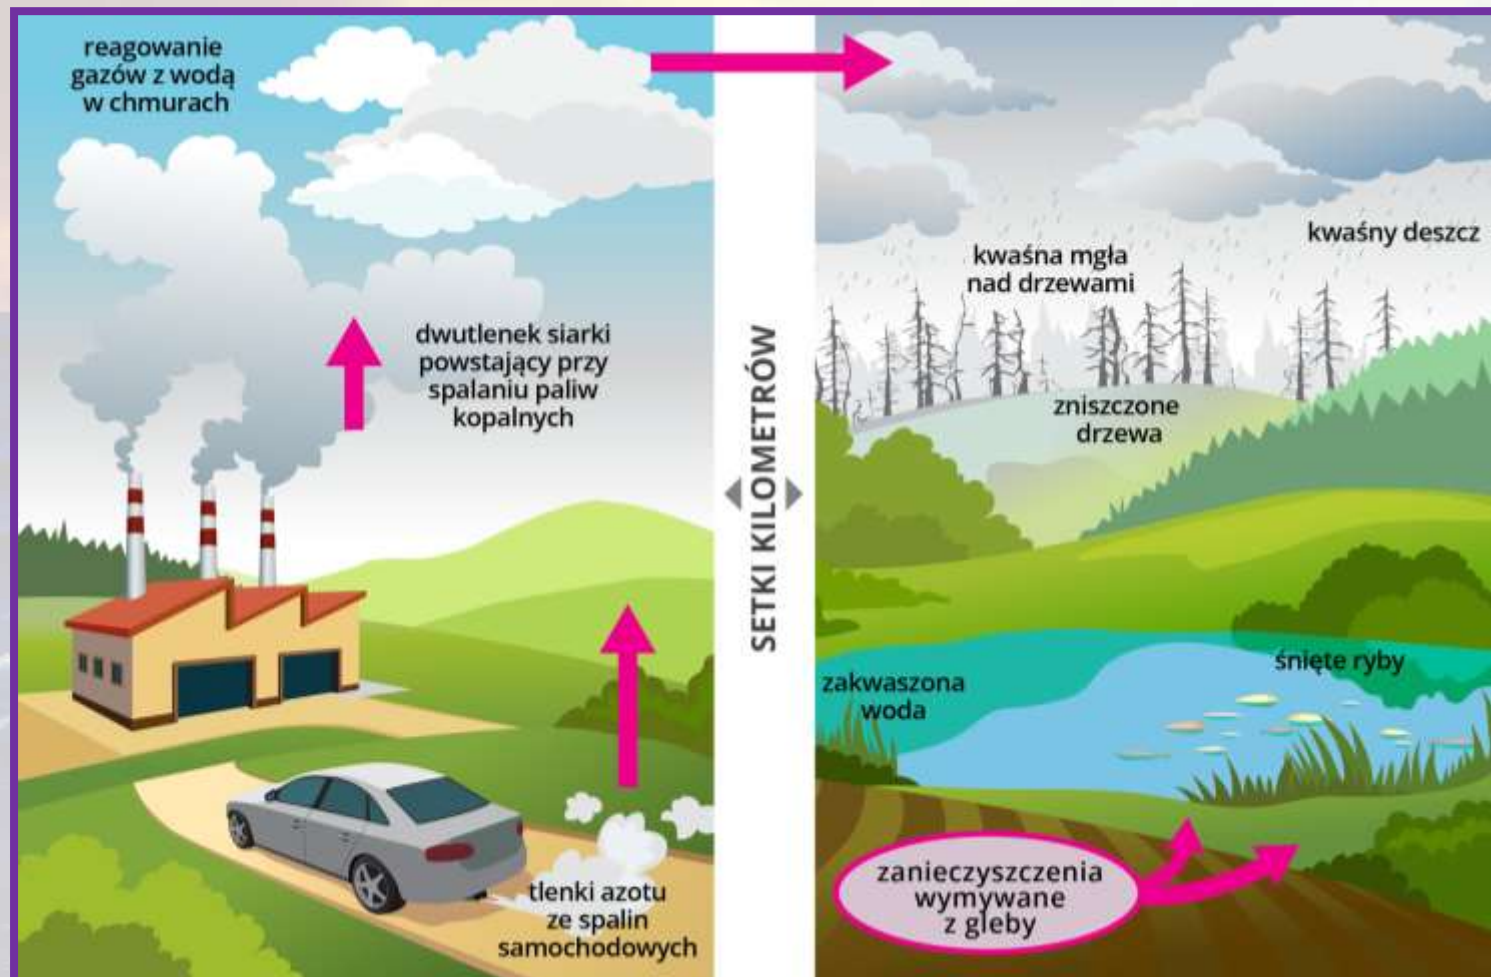 reagowanie
gazów z wodą
w chmurach
dwutlenek siarki
powstający przy
spalaniu paliw
kopalnych
tlenki azotu
ze spalin
samochodowych
SETKI KILOMETRÓW
kwaśny deszcz
kwaśna mgła
nad drzewami
zniszczone
drzewa
śnięte ryby
zakwaszona
woda
zanieczyszczenia
wymywane
z gleby